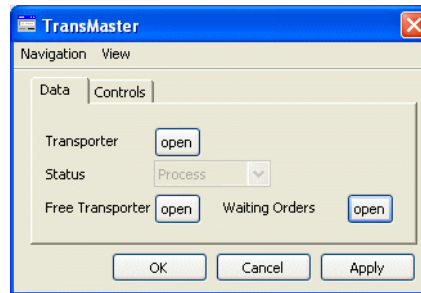 TransMaster
Navigation View
Data Controls
Transporter open
Status Process
Free Transporter open Waiting Orders open
OK Cancel Apply